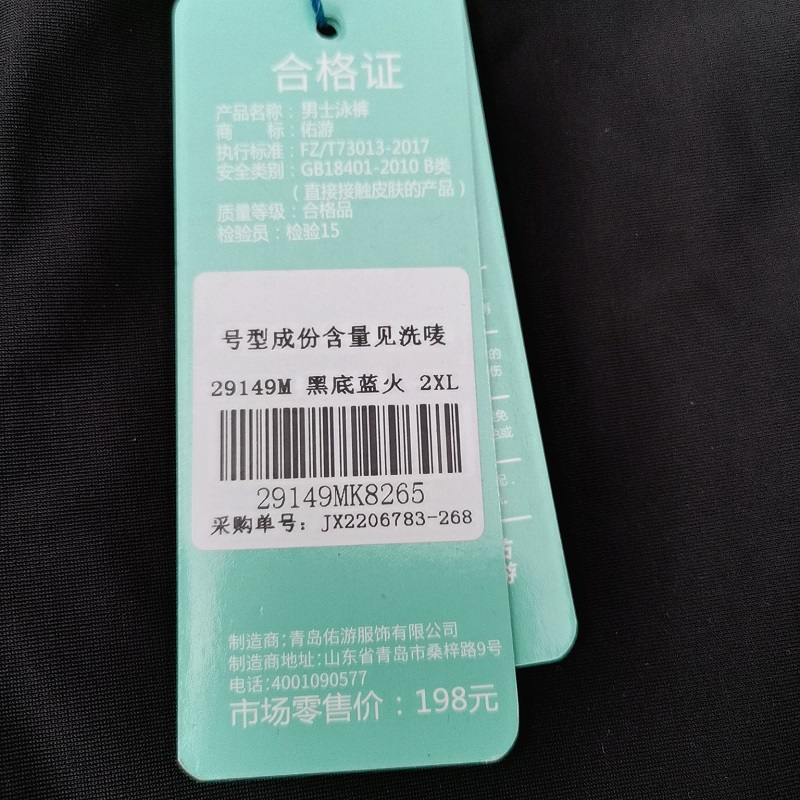 合格证
产品名称：男士泳裤
商　　标：佑游
执行标准：FZ/T73013-2017
安全类别：GB18401-2010 B类
（直接接触皮肤的产品）
质量等级：合格品
检验员：检验15
号型成份含量见洗唛
29149M 黑底蓝火 2XL
29149MK8265
采购单号：JX2206783-268
制造商:青岛佑游服饰有限公司
制造商地址:山东省青岛市桑梓路9号
电话:4001090577
市场零售价：198元
的
伤
免
或